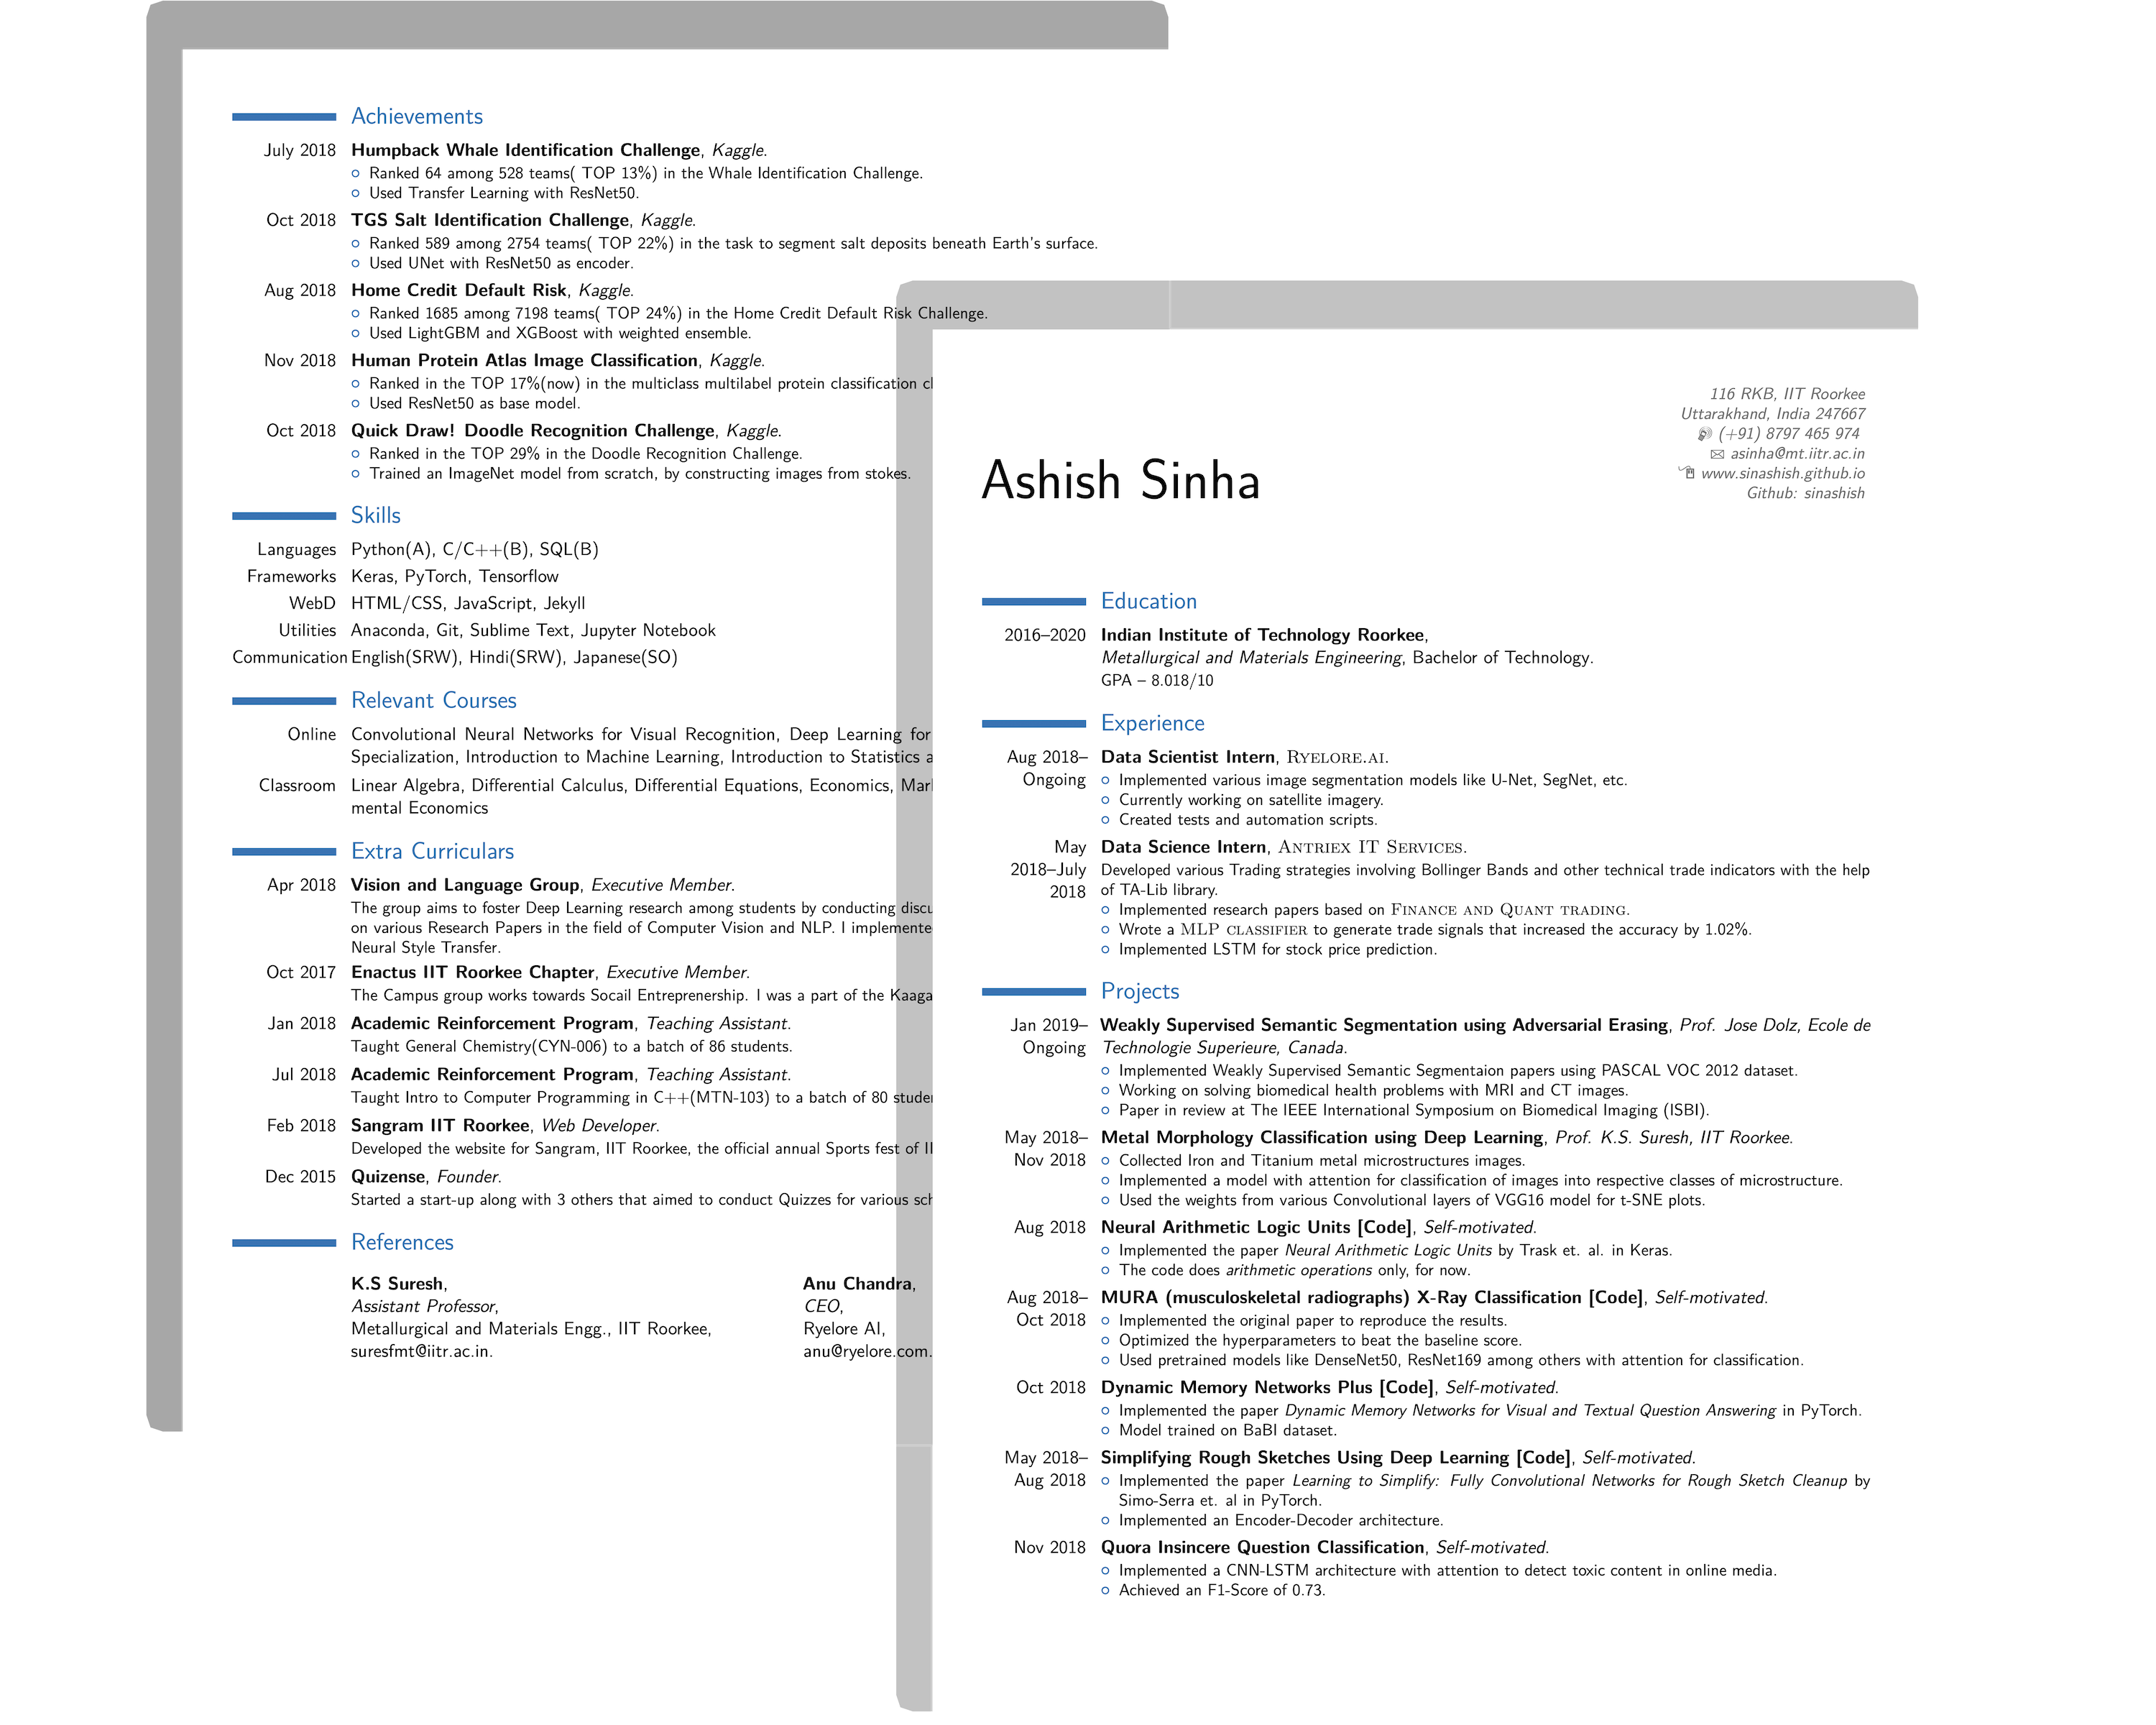 Achievements
July 2018 Humpback Whale Identification Challenge, Kaggle.
Ranked 64 among 528 teams( TOP 13%) in the Whale Identification Challenge.
Used Transfer Learning with ResNet50.
Oct 2018 TGS Salt Identification Challenge, Kaggle.
Ranked 589 among 2754 teams( TOP 22%) in the task to segment salt deposits beneath Earth's surface.
Used UNet with ResNet50 as encoder.
Aug 2018 Home Credit Default Risk, Kaggle.
Ranked 1685 among 7198 teams( TOP 24%) in the Home Credit Default Risk Challenge.
Used LightGBM and XGBoost with weighted ensemble.
Nov 2018 Human Protein Atlas Image Classification, Kaggle.
Ranked in the TOP 17%(now) in the multiclass multilabel protein classification
Used ResNet50 as base model.
Oct 2018 Quick Draw! Doodle Recognition Challenge, Kaggle.
Ranked in the TOP 29% in the Doodle Recognition Challenge.
Trained an ImageNet model from scratch, by constructing images from stokes.
Skills
Languages Python(A), C/C++(B), SQL(B)
Frameworks Keras, PyTorch, Tensorflow
WebD HTML/CSS, JavaScript, Jekyll
Utilities Anaconda, Git, Sublime Text, Jupyter Notebook
Communication English(SRW), Hindi(SRW), Japanese(SO)
Relevant Courses
Online Convolutional Neural Networks for Visual Recognition, Deep Learning for
Specialization, Introduction to Machine Learning, Introduction to Statistics
Classroom Linear Algebra, Differential Calculus, Differential Equations, Economics,
mental Economics
Extra Curriculars
Apr 2018 Vision and Language Group, Executive Member.
The group aims to foster Deep Learning research among students by conducting
on various Research Papers in the field of Computer Vision and NLP. I
Neural Style Transfer.
Oct 2017 Enactus IIT Roorkee Chapter, Executive Member.
The Campus group works towards Socail Entreprenership. I was a part of the
Jan 2018 Academic Reinforcement Program, Teaching Assistant.
Taught General Chemistry(CYN-006) to a batch of 86 students.
Jul 2018 Academic Reinforcement Program, Teaching Assistant.
Taught Intro to Computer Programming in C++(MTN-103) to a batch of 80
Feb 2018 Sangram IIT Roorkee, Web Developer.
Developed the website for Sangram, IIT Roorkee, the official annual Sports fest of
Dec 2015 Quizense, Founder.
Started a start-up along with 3 others that aimed to conduct Quizzes for various
References
K.S Suresh,
Assistant Professor,
Metallurgical and Materials Engg., IIT Roorkee,
suresfmt@iitr.ac.in.
Anu Chandra,
CEO,
Ryelore AI,
anu@ryelore.com.
116 RKB, IIT Roorkee
Uttarakhand, India 247667
(+91) 8797 465 974
asinha@mt.iitr.ac.in
www.sinashish.github.io
Github: sinashish
Ashish Sinha
Education
2016–2020 Indian Institute of Technology Roorkee,
Metallurgical and Materials Engineering, Bachelor of Technology.
GPA – 8.018/10
Experience
Aug 2018– Data Scientist Intern, Ryelore.ai.
Ongoing Implemented various image segmentation models like U-Net, SegNet, etc.
Currently working on satellite imagery.
Created tests and automation scripts.
May Data Science Intern, Antriex IT Services.
2018–July Developed various Trading strategies involving Bollinger Bands and other technical trade indicators with the help
2018 of TA-Lib library.
Implemented research papers based on Finance and Quant trading.
Wrote a MLP classifier to generate trade signals that increased the accuracy by 1.02%.
Implemented LSTM for stock price prediction.
Projects
Jan 2019– Weakly Supervised Semantic Segmentation using Adversarial Erasing, Prof. Jose Dolz, Ecole de
Ongoing Technologie Superieure, Canada.
Implemented Weakly Supervised Semantic Segmentaion papers using PASCAL VOC 2012 dataset.
Working on solving biomedical health problems with MRI and CT images.
Paper in review at The IEEE International Symposium on Biomedical Imaging (ISBI).
May 2018– Metal Morphology Classification using Deep Learning, Prof. K.S. Suresh, IIT Roorkee.
Nov 2018 Collected Iron and Titanium metal microstructures images.
Implemented a model with attention for classification of images into respective classes of microstructure.
Used the weights from various Convolutional layers of VGG16 model for t-SNE plots.
Aug 2018 Neural Arithmetic Logic Units [Code], Self-motivated.
Implemented the paper Neural Arithmetic Logic Units by Trask et. al. in Keras.
The code does arithmetic operations only, for now.
Aug 2018– MURA (musculoskeletal radiographs) X-Ray Classification [Code], Self-motivated.
Oct 2018 Implemented the original paper to reproduce the results.
Optimized the hyperparameters to beat the baseline score.
Used pretrained models like DenseNet50, ResNet169 among others with attention for classification.
Oct 2018 Dynamic Memory Networks Plus [Code], Self-motivated.
Implemented the paper Dynamic Memory Networks for Visual and Textual Question Answering in PyTorch.
Model trained on BaBI dataset.
May 2018– Simplifying Rough Sketches Using Deep Learning [Code], Self-motivated.
Aug 2018 Implemented the paper Learning to Simplify: Fully Convolutional Networks for Rough Sketch Cleanup by
Simo-Serra et. al in PyTorch.
Implemented an Encoder-Decoder architecture.
Nov 2018 Quora Insincere Question Classification, Self-motivated.
Implemented a CNN-LSTM architecture with attention to detect toxic content in online media.
Achieved an F1-Score of 0.73.